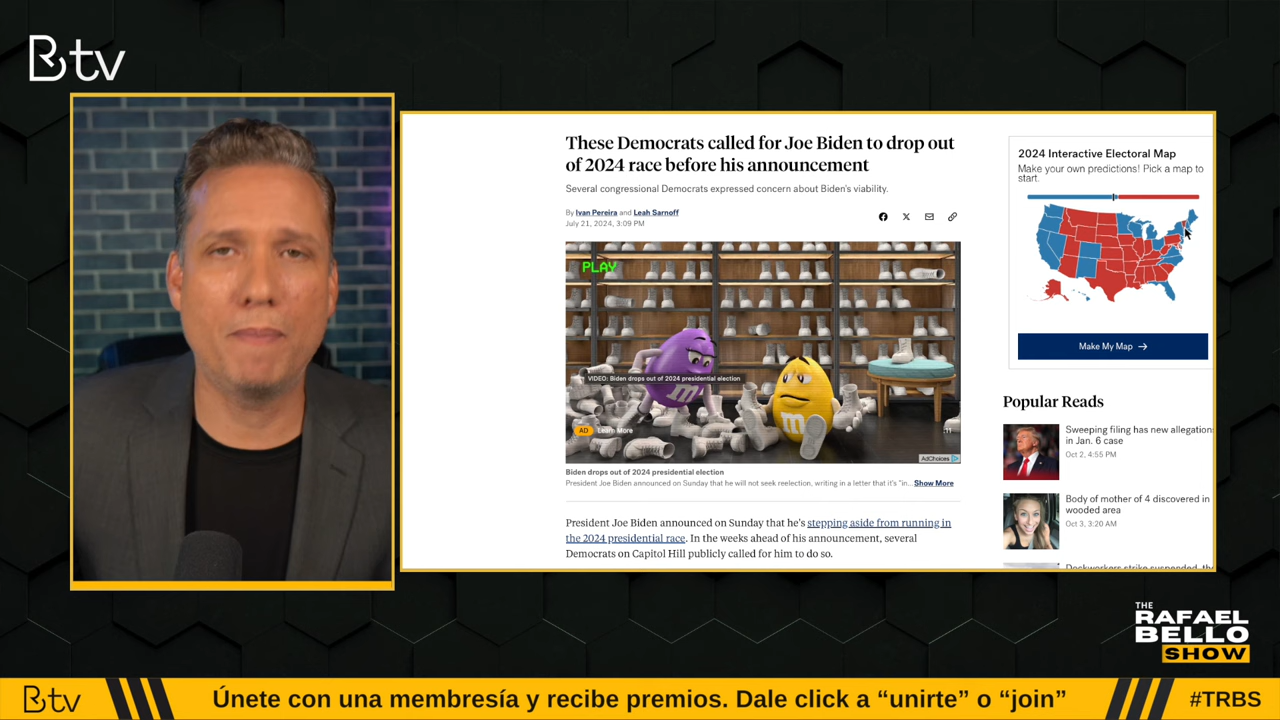 Btv
These Democrats called for Joe Biden to drop out
of 2024 race before his announcement
Several congressional Democrats expressed concern about Biden's viability.
By Ivan Pereira and Leah Sarnoff
July 21, 2024, 3:09 PM
PLAY
VIDEO: Biden drops out of 2024 presidential election
AD Learn More
:11
AdChoices
Biden drops out of 2024 presidential election
President Joe Biden announced on Sunday that he will not seek reelection, writing in a letter that it's "in... Show More
President Joe Biden announced on Sunday that he's stepping aside from running in
the 2024 presidential race. In the weeks ahead of his announcement, several
Democrats on Capitol Hill publicly called for him to do so.
2024 Interactive Electoral Map
Make your own predictions! Pick a map to
start.
Make My Map →
Popular Reads
Sweeping filing has new allegations
in Jan. 6 case
Oct 2, 4:55 PM
Body of mother of 4 discovered in
wooded area
Oct 3, 3:20 AM
Dockworkers strike suspended, the
THE
RAFAEL
BELLO
SHOW
Btv
Únete con una membresía y recibe premios. Dale click a “unirte” o “join”
#TRBS